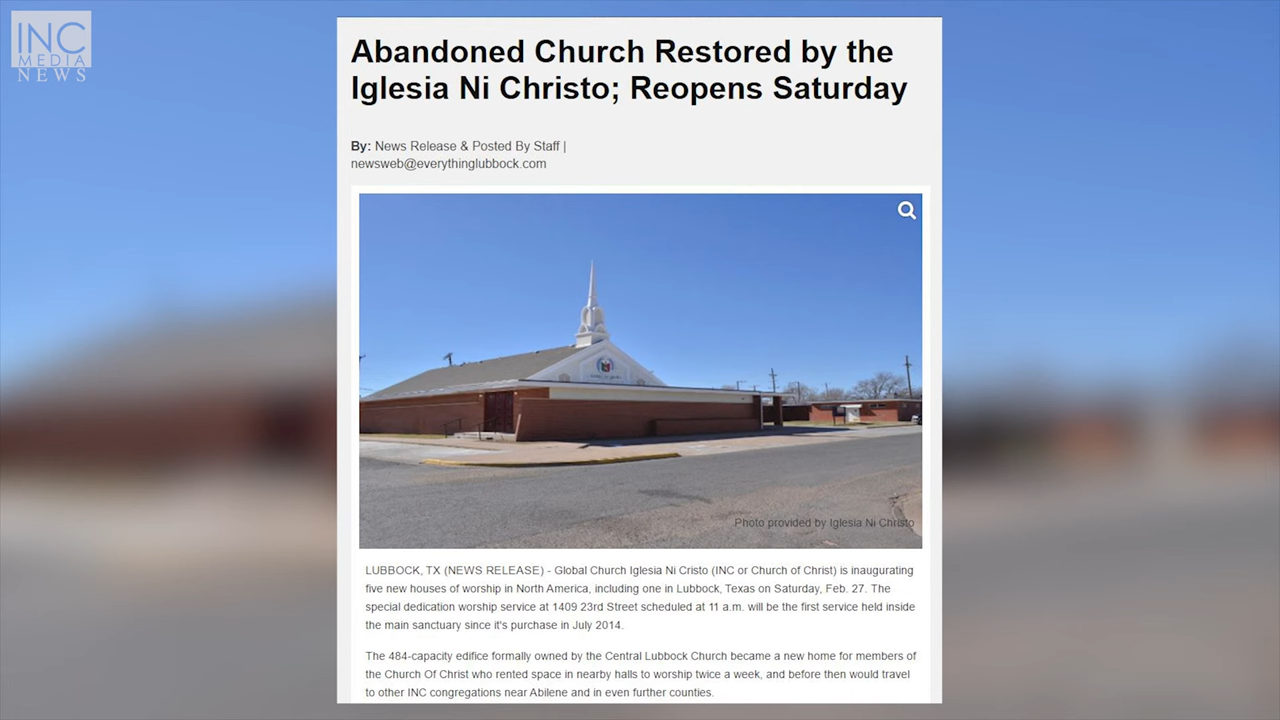 INC
MEDIA
NEWS
Abandoned Church Restored by the
Iglesia Ni Christo; Reopens Saturday
By: News Release & Posted By Staff |
newsweb@everythinglubbock.com
Photo provided by Iglesia Ni Christo
LUBBOCK, TX (NEWS RELEASE) - Global Church Iglesia Ni Cristo (INC or Church of Christ) is inaugurating
five new houses of worship in North America, including one in Lubbock, Texas on Saturday, Feb. 27. The
special dedication worship service at 1409 23rd Street scheduled at 11 a.m. will be the first service held inside
the main sanctuary since it's purchase in July 2014.
The 484-capacity edifice formally owned by the Central Lubbock Church became a new home for members of
the Church Of Christ who rented space in nearby halls to worship twice a week, and before then would travel
to other INC congregations near Abilene and in even further counties.